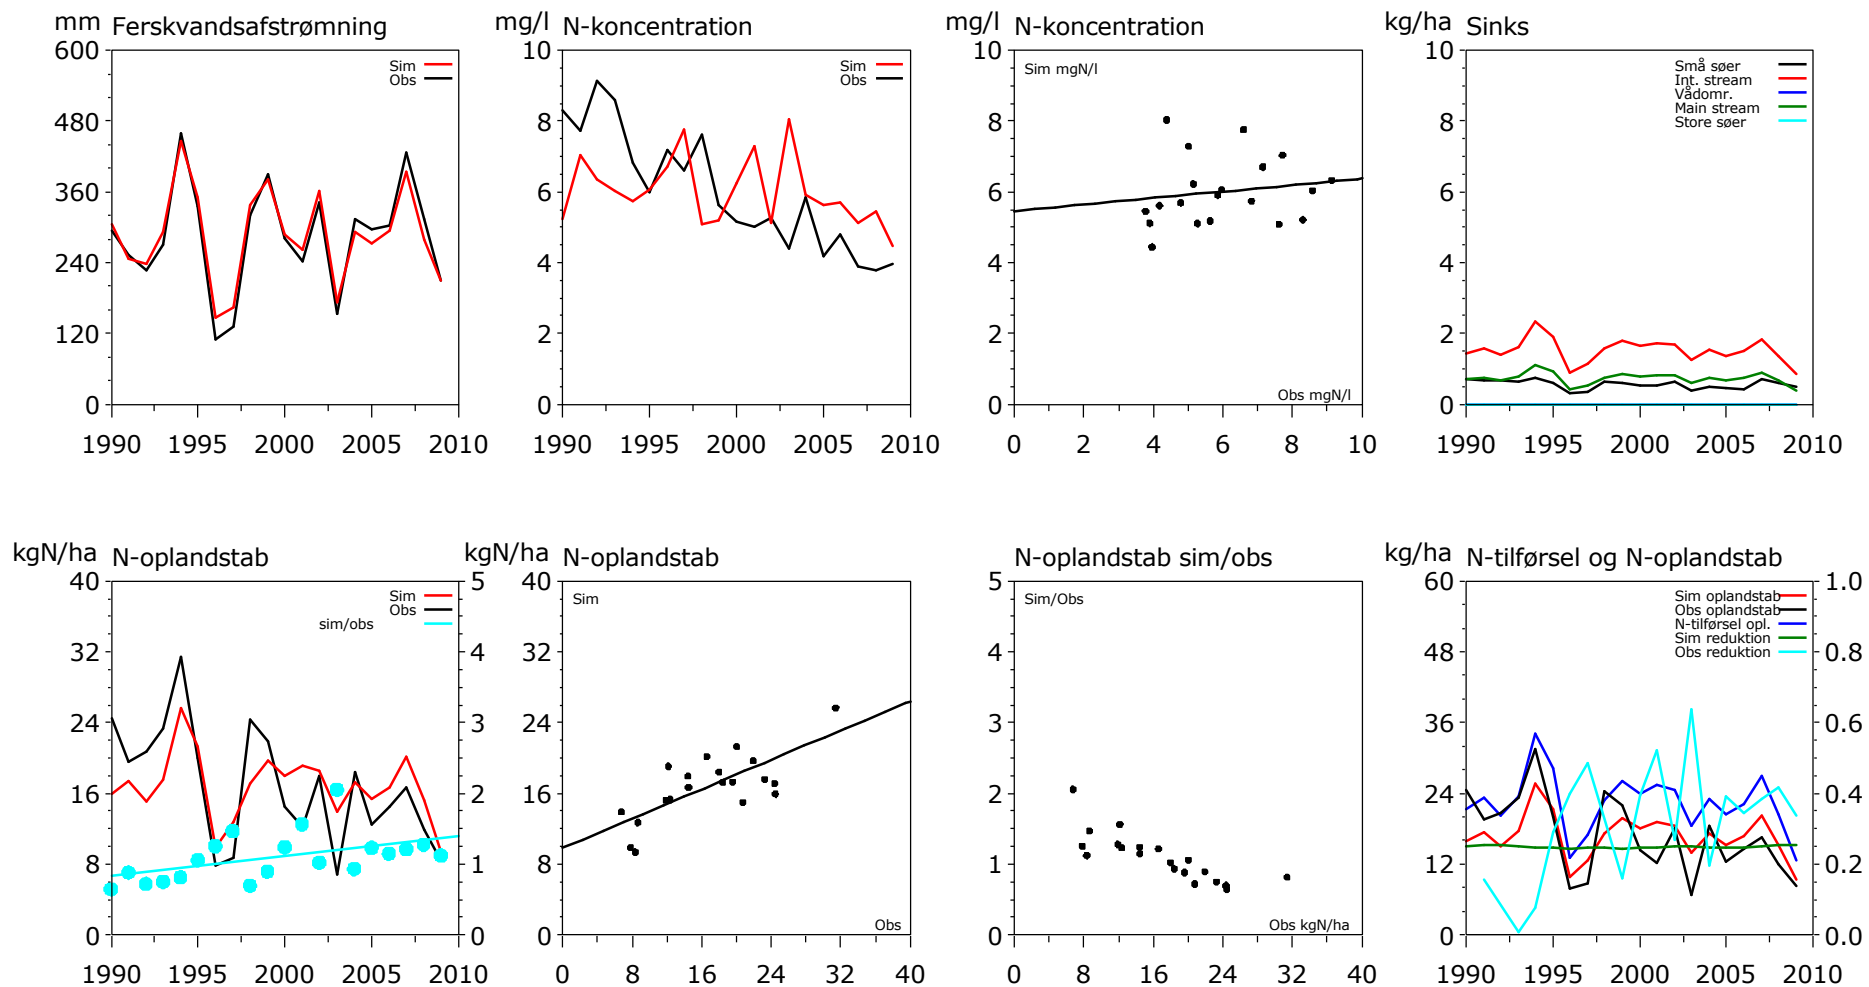 mm Ferskvandsafstrømning
600
480
360
240
120
0
1990 1995 2000 2005 2010
Sim
Obs
mg/l N-koncentration
10
8
6
4
2
0
1990 1995 2000 2005 2010
Sim
Obs
mg/l N-koncentration
10
8
6
4
2
0
0 2 4 6 8 10
Sim mgN/l
Obs mgN/l
kg/ha Sinks
10
8
6
4
2
0
1990 1995 2000 2005 2010
Små søer
Int. stream
Vådomr.
Main stream
Store søer
kgN/ha N-oplandstab
40
32
24
16
8
0
1990 1995 2000 2005 2010
5
4
3
2
1
0
Sim
Obs
sim/obs
kgN/ha N-oplandstab
40
32
24
16
8
0
0 8 16 24 32 40
Sim
Obs
N-oplandstab sim/obs
5
4
3
2
1
0
0 8 16 24 32 40
Sim/Obs
Obs kgN/ha
kg/ha N-tilførsel og N-oplandstab
60
48
36
24
12
0
1990 1995 2000 2005 2010
1.0
0.8
0.6
0.4
0.2
0.0
Sim oplandstab
Obs oplandstab
N-tilførsel opl.
Sim reduktion
Obs reduktion